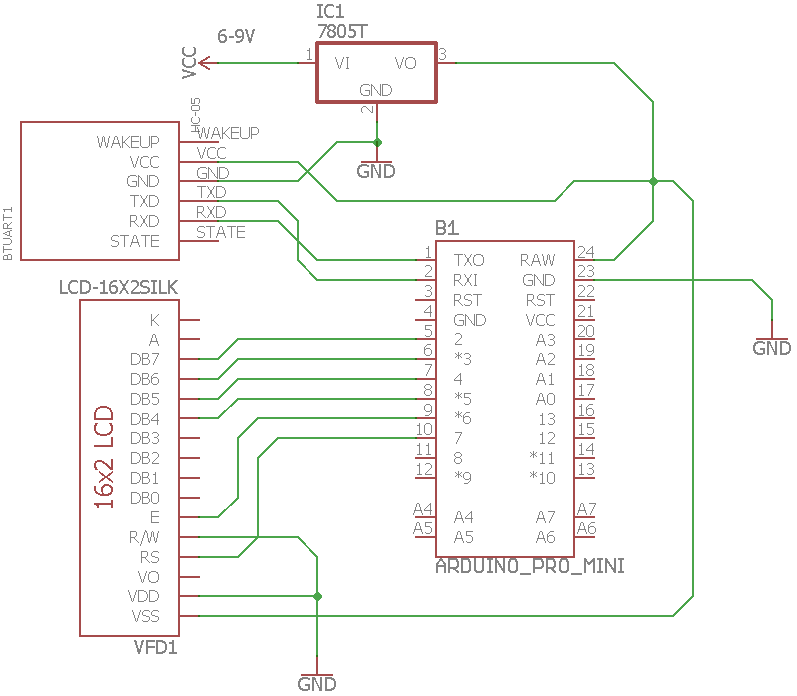 IC1
7805T
6-9V
VCC
1
VI
VO
3
GND
2
GND
HC-05
WAKEUP
WAKEUP
VCC
VCC
GND
GND
TXD
TXD
RXD
RXD
STATE
STATE
BTUART1
B1
1
TXO
RAW
24
2
RXI
GND
23
3
RST
RST
22
4
GND
VCC
21
5
2
A3
20
6
*3
A2
19
7
4
A1
18
8
*5
A0
17
9
*6
13
16
10
7
12
15
11
8
*11
14
12
*9
*10
13
A4
A4
A7
A7
A5
A5
A6
A6
ARDUINO_PRO_MINI
GND
LCD-16X2SILK
16x2 LCD
K
A
DB7
DB6
DB5
DB4
DB3
DB2
DB1
DB0
E
R/W
RS
VO
VDD
VSS
VFD1
GND